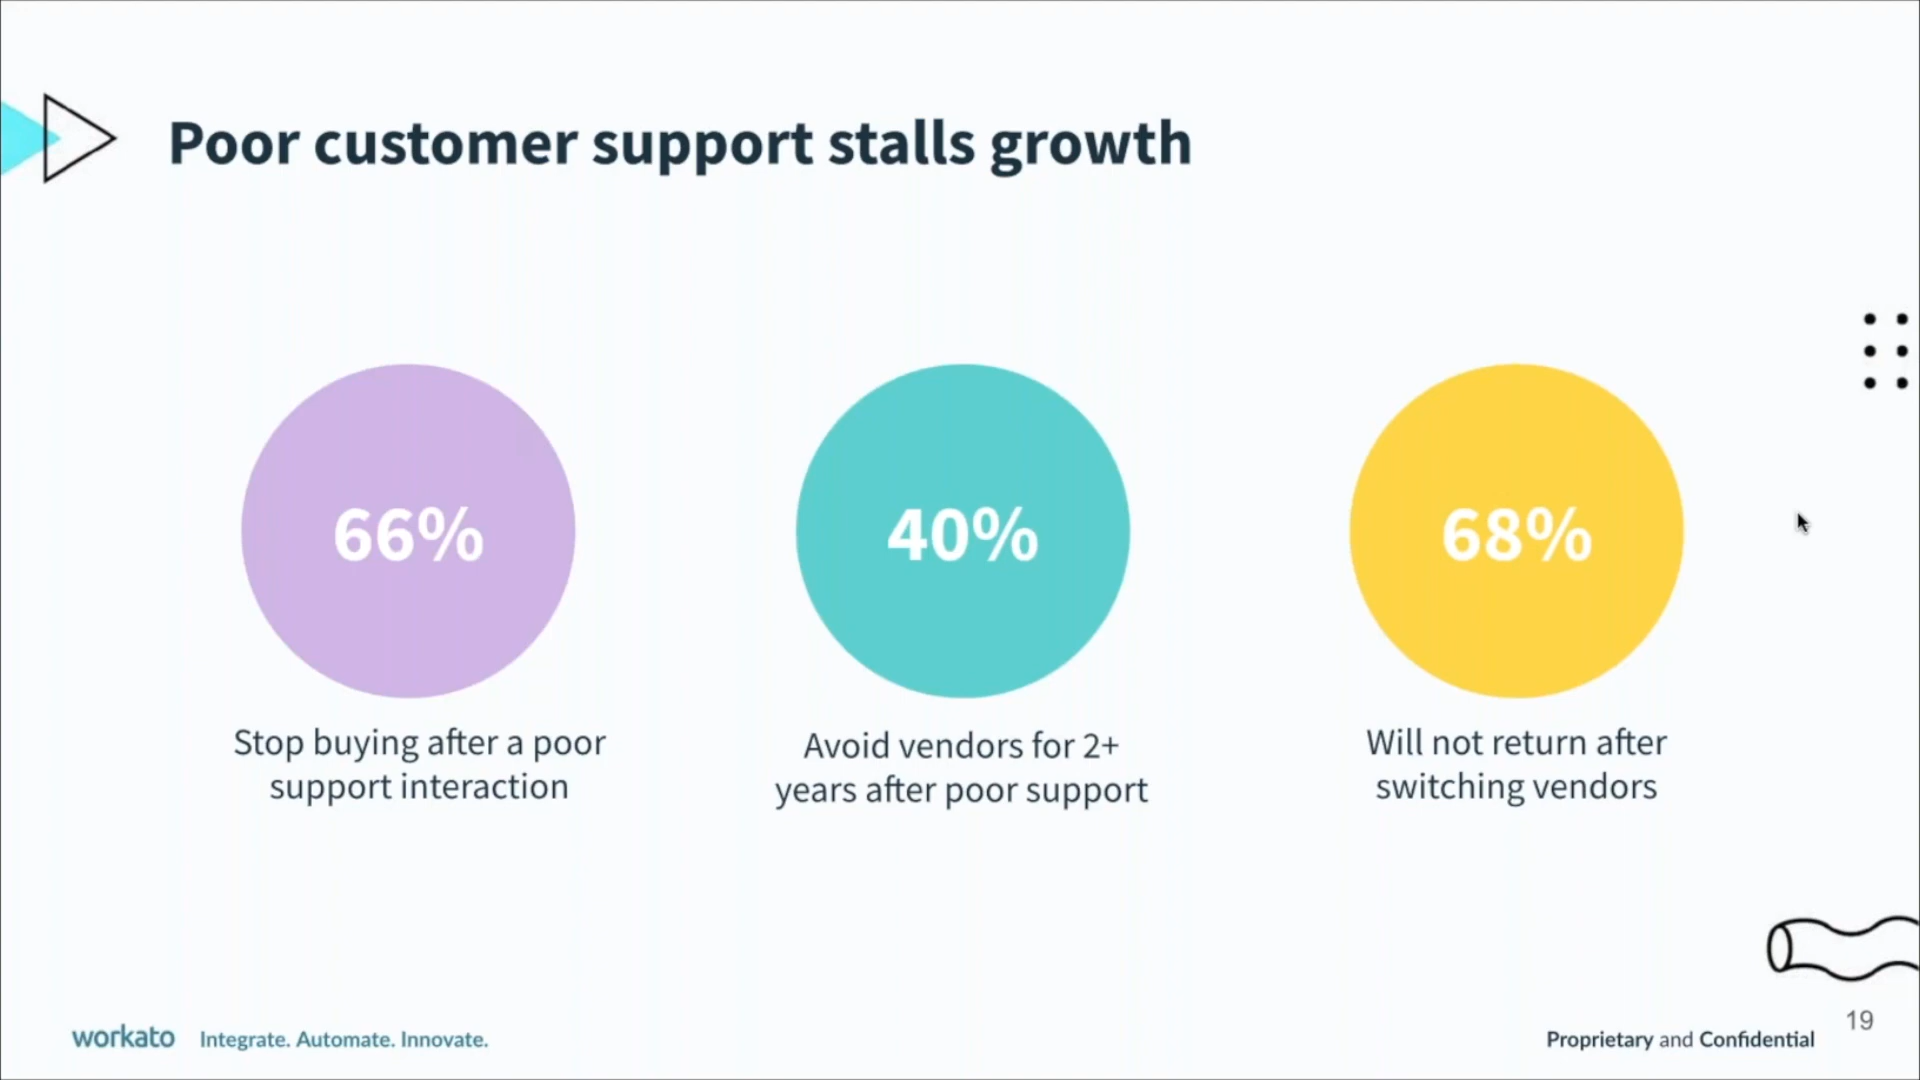 Poor customer support stalls growth
66%
40%
68%
Stop buying after a poor
support interaction
Avoid vendors for 2+
years after poor support
Will not return after
switching vendors
workato Integrate. Automate. Innovate.
Proprietary and Confidential
19